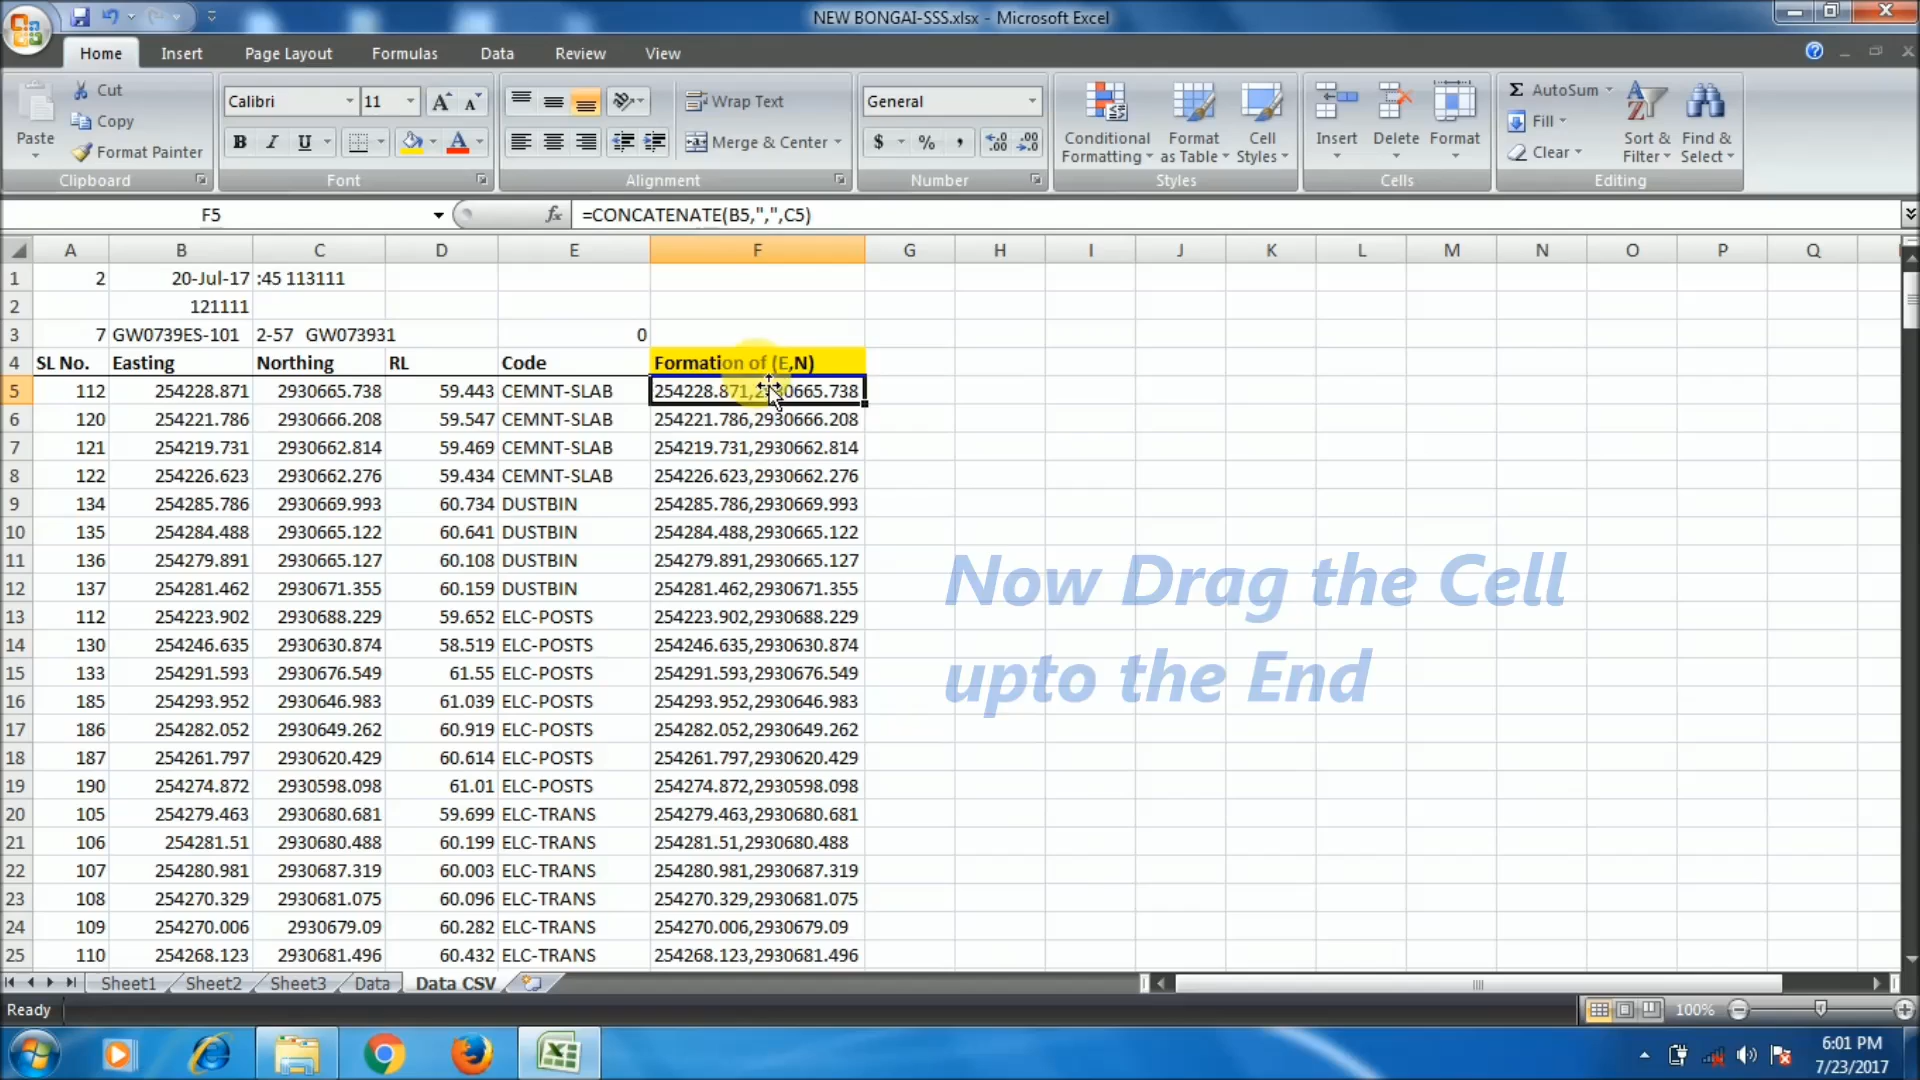 NEW BONGAI-SSS.xlsx - Microsoft Excel
Home Insert Page Layout Formulas Data Review View
Paste
Cut
Copy
Format Painter
Clipboard
Calibri 11
B I U
Font
Wrap Text
Merge & Center
Alignment
General
$ % ,
Number
Conditional Formatting
Format as Table
Cell Styles
Styles
Insert Delete Format
Cells
Σ AutoSum
Fill
Clear
Sort & Filter
Find & Select
Editing
F5 fx =CONCATENATE(B5,",",C5)
A B C D E F G H I J K L M N O P Q
1 2 20-Jul-17 :45 113111
2 121111
3 7 GW0739ES-101 2-57 GW073931 0
4 SL No. Easting Northing RL Code Formation of (E,N)
5 112 254228.871 2930665.738 59.443 CEMNT-SLAB 254228.871,2930665.738
6 120 254221.786 2930666.208 59.547 CEMNT-SLAB 254221.786,2930666.208
7 121 254219.731 2930662.814 59.469 CEMNT-SLAB 254219.731,2930662.814
8 122 254226.623 2930662.276 59.434 CEMNT-SLAB 254226.623,2930662.276
9 134 254285.786 2930669.993 60.734 DUSTBIN 254285.786,2930669.993
10 135 254284.488 2930665.122 60.641 DUSTBIN 254284.488,2930665.122
11 136 254279.891 2930665.127 60.108 DUSTBIN 254279.891,2930665.127
12 137 254281.462 2930671.355 60.159 DUSTBIN 254281.462,2930671.355
13 112 254223.902 2930688.229 59.652 ELC-POSTS 254223.902,2930688.229
14 130 254246.635 2930630.874 58.519 ELC-POSTS 254246.635,2930630.874
15 133 254291.593 2930676.549 61.55 ELC-POSTS 254291.593,2930676.549
16 185 254293.952 2930646.983 61.039 ELC-POSTS 254293.952,2930646.983
17 186 254282.052 2930649.262 60.919 ELC-POSTS 254282.052,2930649.262
18 187 254261.797 2930620.429 60.614 ELC-POSTS 254261.797,2930620.429
19 190 254274.872 2930598.098 61.01 ELC-POSTS 254274.872,2930598.098
20 105 254279.463 2930680.681 59.699 ELC-TRANS 254279.463,2930680.681
21 106 254281.51 2930680.488 60.199 ELC-TRANS 254281.51,2930680.488
22 107 254280.981 2930687.319 60.003 ELC-TRANS 254280.981,2930687.319
23 108 254270.329 2930681.075 60.096 ELC-TRANS 254270.329,2930681.075
24 109 254270.006 2930679.09 60.282 ELC-TRANS 254270.006,2930679.09
25 110 254268.123 2930681.496 60.432 ELC-TRANS 254268.123,2930681.496
Now Drag the Cell
upto the End
Sheet1 Sheet2 Sheet3 Data Data CSV
Ready 100%
6:01 PM
7/23/2017